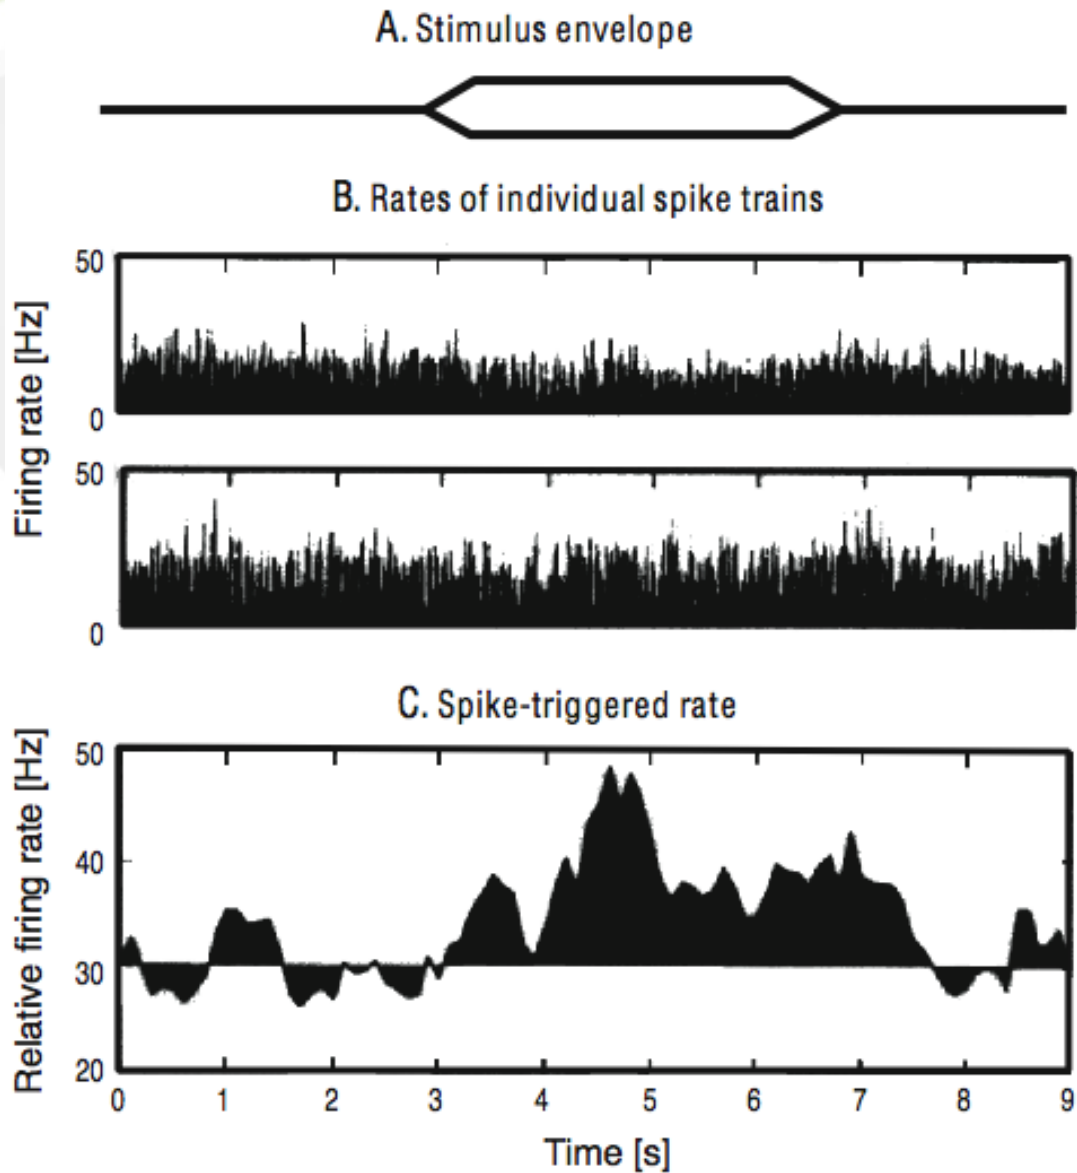 A. Stimulus envelope
B. Rates of individual spike trains
Firing rate [Hz]
50
0
50
0
C. Spike-triggered rate
Relative firing rate [Hz]
50
40
30
20
0 1 2 3 4 5 6 7 8 9
Time [s]